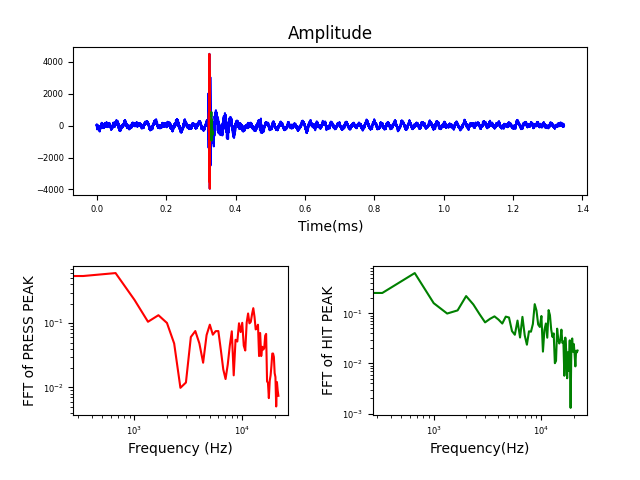 Amplitude
4000
2000
0
−2000
−4000
0.0 0.2 0.4 0.6 0.8 1.0 1.2 1.4
Time(ms)
FFT of PRESS PEAK
10⁻¹
10⁻²
10³ 10⁴
Frequency (Hz)
FFT of HIT PEAK
10⁻¹
10⁻²
10⁻³
10³ 10⁴
Frequency(Hz)